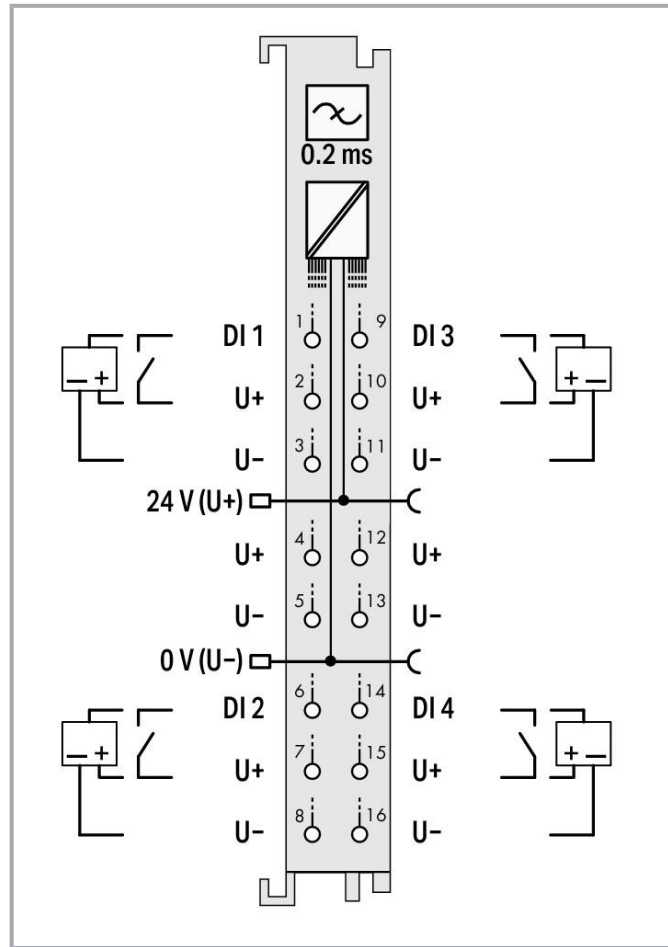 0.2 ms
DI 1 1 9 DI 3
− + U+ 2 10 U+ + −
U− 3 11 U−
24 V (U+)
U+ 4 12 U+
U− 5 13 U−
0 V (U−)
DI 2 6 14 DI 4
− + U+ 7 15 U+ + −
U− 8 16 U−